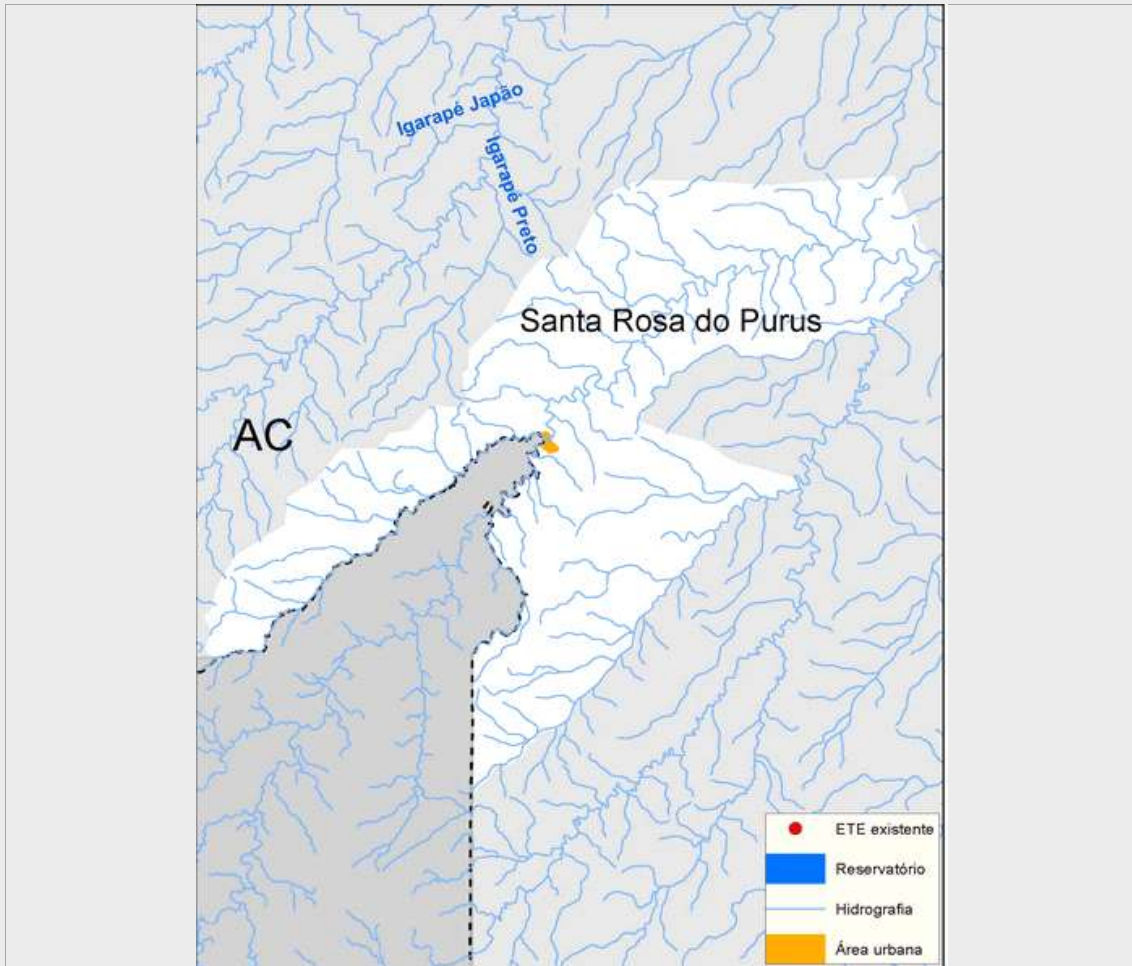 Igarapé Japão
Igarapé Preto
Santa Rosa do Purus
AC
ETE existente
Reservatório
Hidrografia
Área urbana